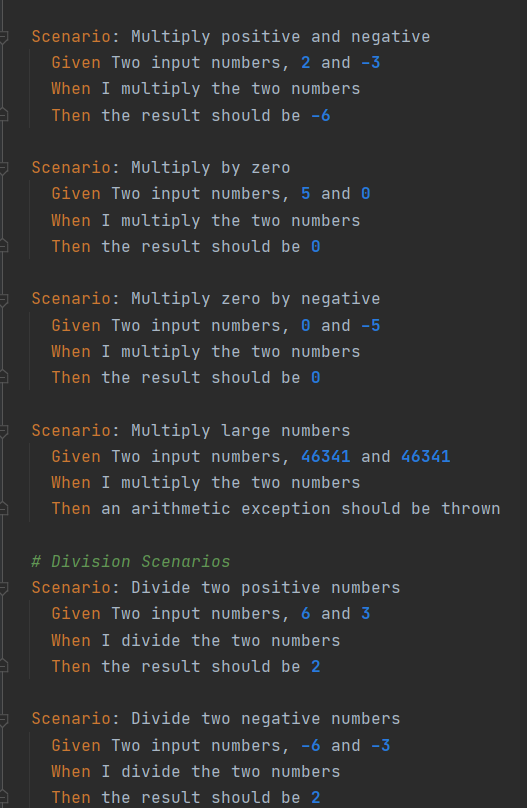 Scenario: Multiply positive and negative
Given Two input numbers, 2 and -3
When I multiply the two numbers
Then the result should be -6
Scenario: Multiply by zero
Given Two input numbers, 5 and 0
When I multiply the two numbers
Then the result should be 0
Scenario: Multiply zero by negative
Given Two input numbers, 0 and -5
When I multiply the two numbers
Then the result should be 0
Scenario: Multiply large numbers
Given Two input numbers, 46341 and 46341
When I multiply the two numbers
Then an arithmetic exception should be thrown
# Division Scenarios
Scenario: Divide two positive numbers
Given Two input numbers, 6 and 3
When I divide the two numbers
Then the result should be 2
Scenario: Divide two negative numbers
Given Two input numbers, -6 and -3
When I divide the two numbers
Then the result should be 2